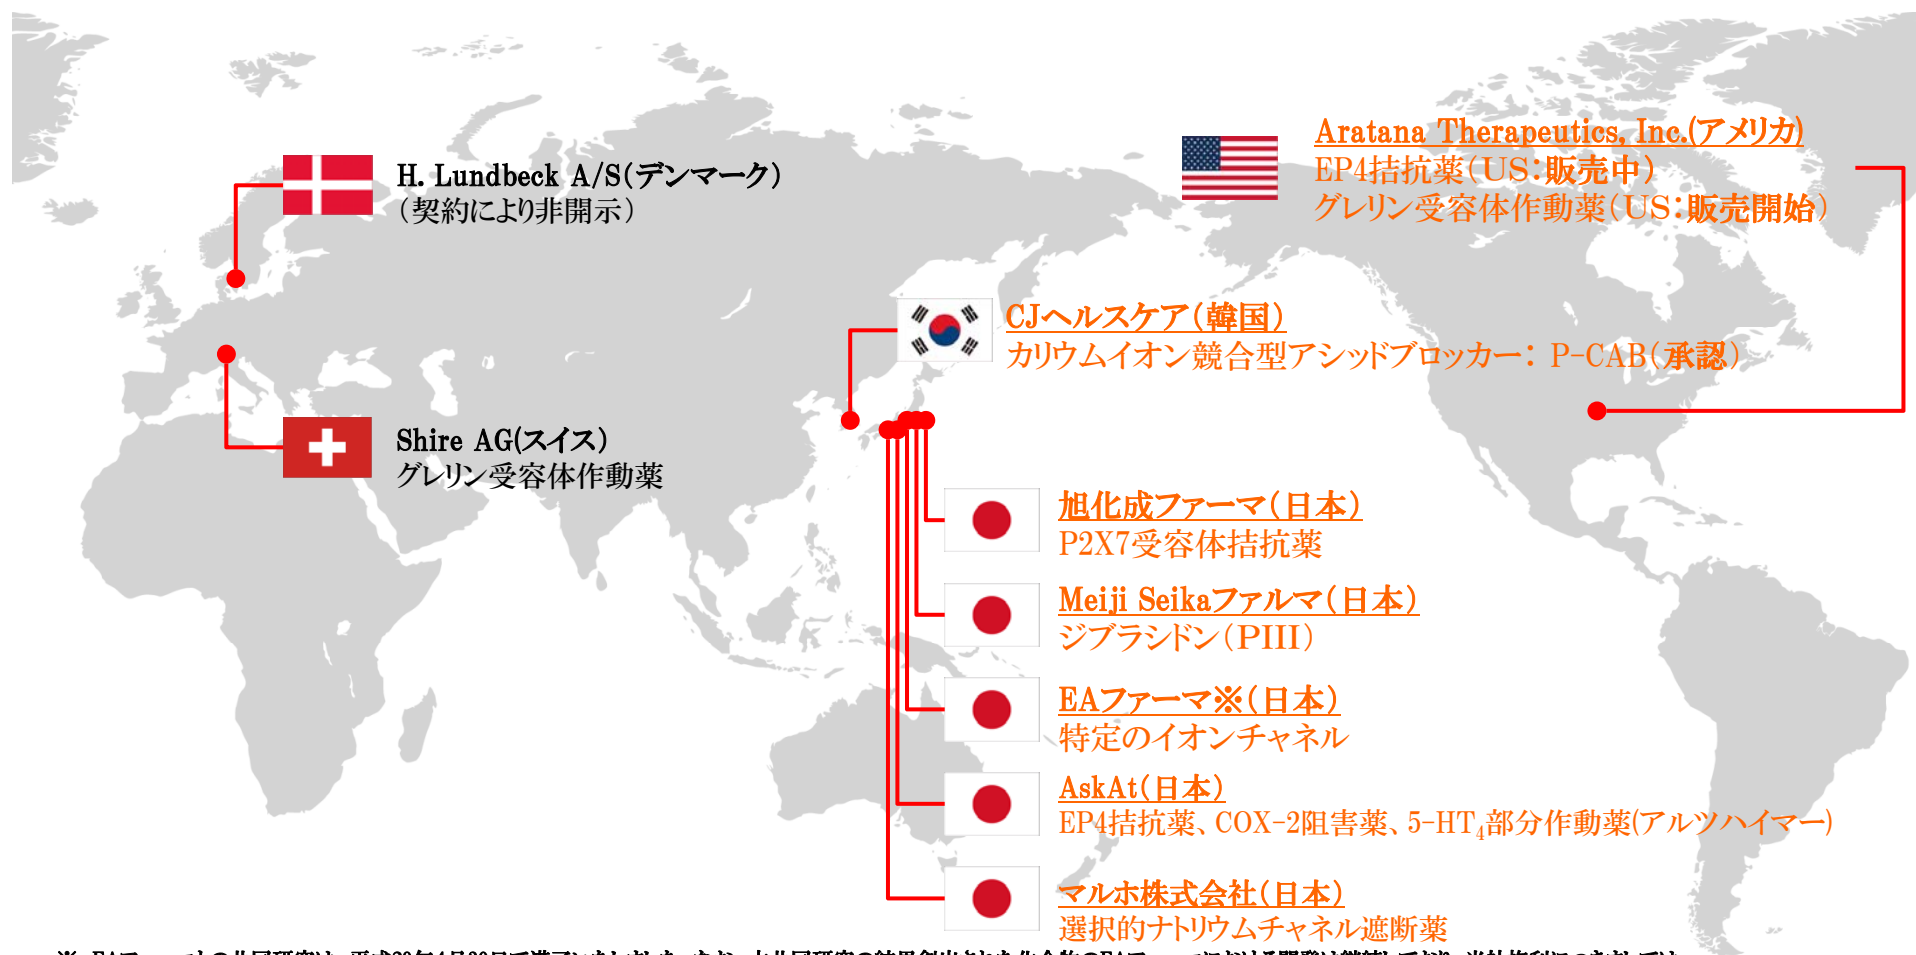 H. Lundbeck A/S(デンマーク)
(契約により非開示)
Aratana Therapeutics, Inc.(アメリカ)
EP4拮抗薬(US:販売中)
グレリン受容体作動薬(US:販売開始)
CJヘルスケア(韓国)
カリウムイオン競合型アシッドブロッカー: P-CAB(承認)
Shire AG(スイス)
グレリン受容体作動薬
旭化成ファーマ(日本)
P2X7受容体拮抗薬
Meiji Seikaファルマ(日本)
ジプラシドン(PIII)
EAファーマ※(日本)
特定のイオンチャネル
AskAt(日本)
EP4拮抗薬、COX-2阻害薬、5-HT4部分作動薬(アルツハイマー)
マルホ株式会社(日本)
選択的ナトリウムチャネル遮断薬